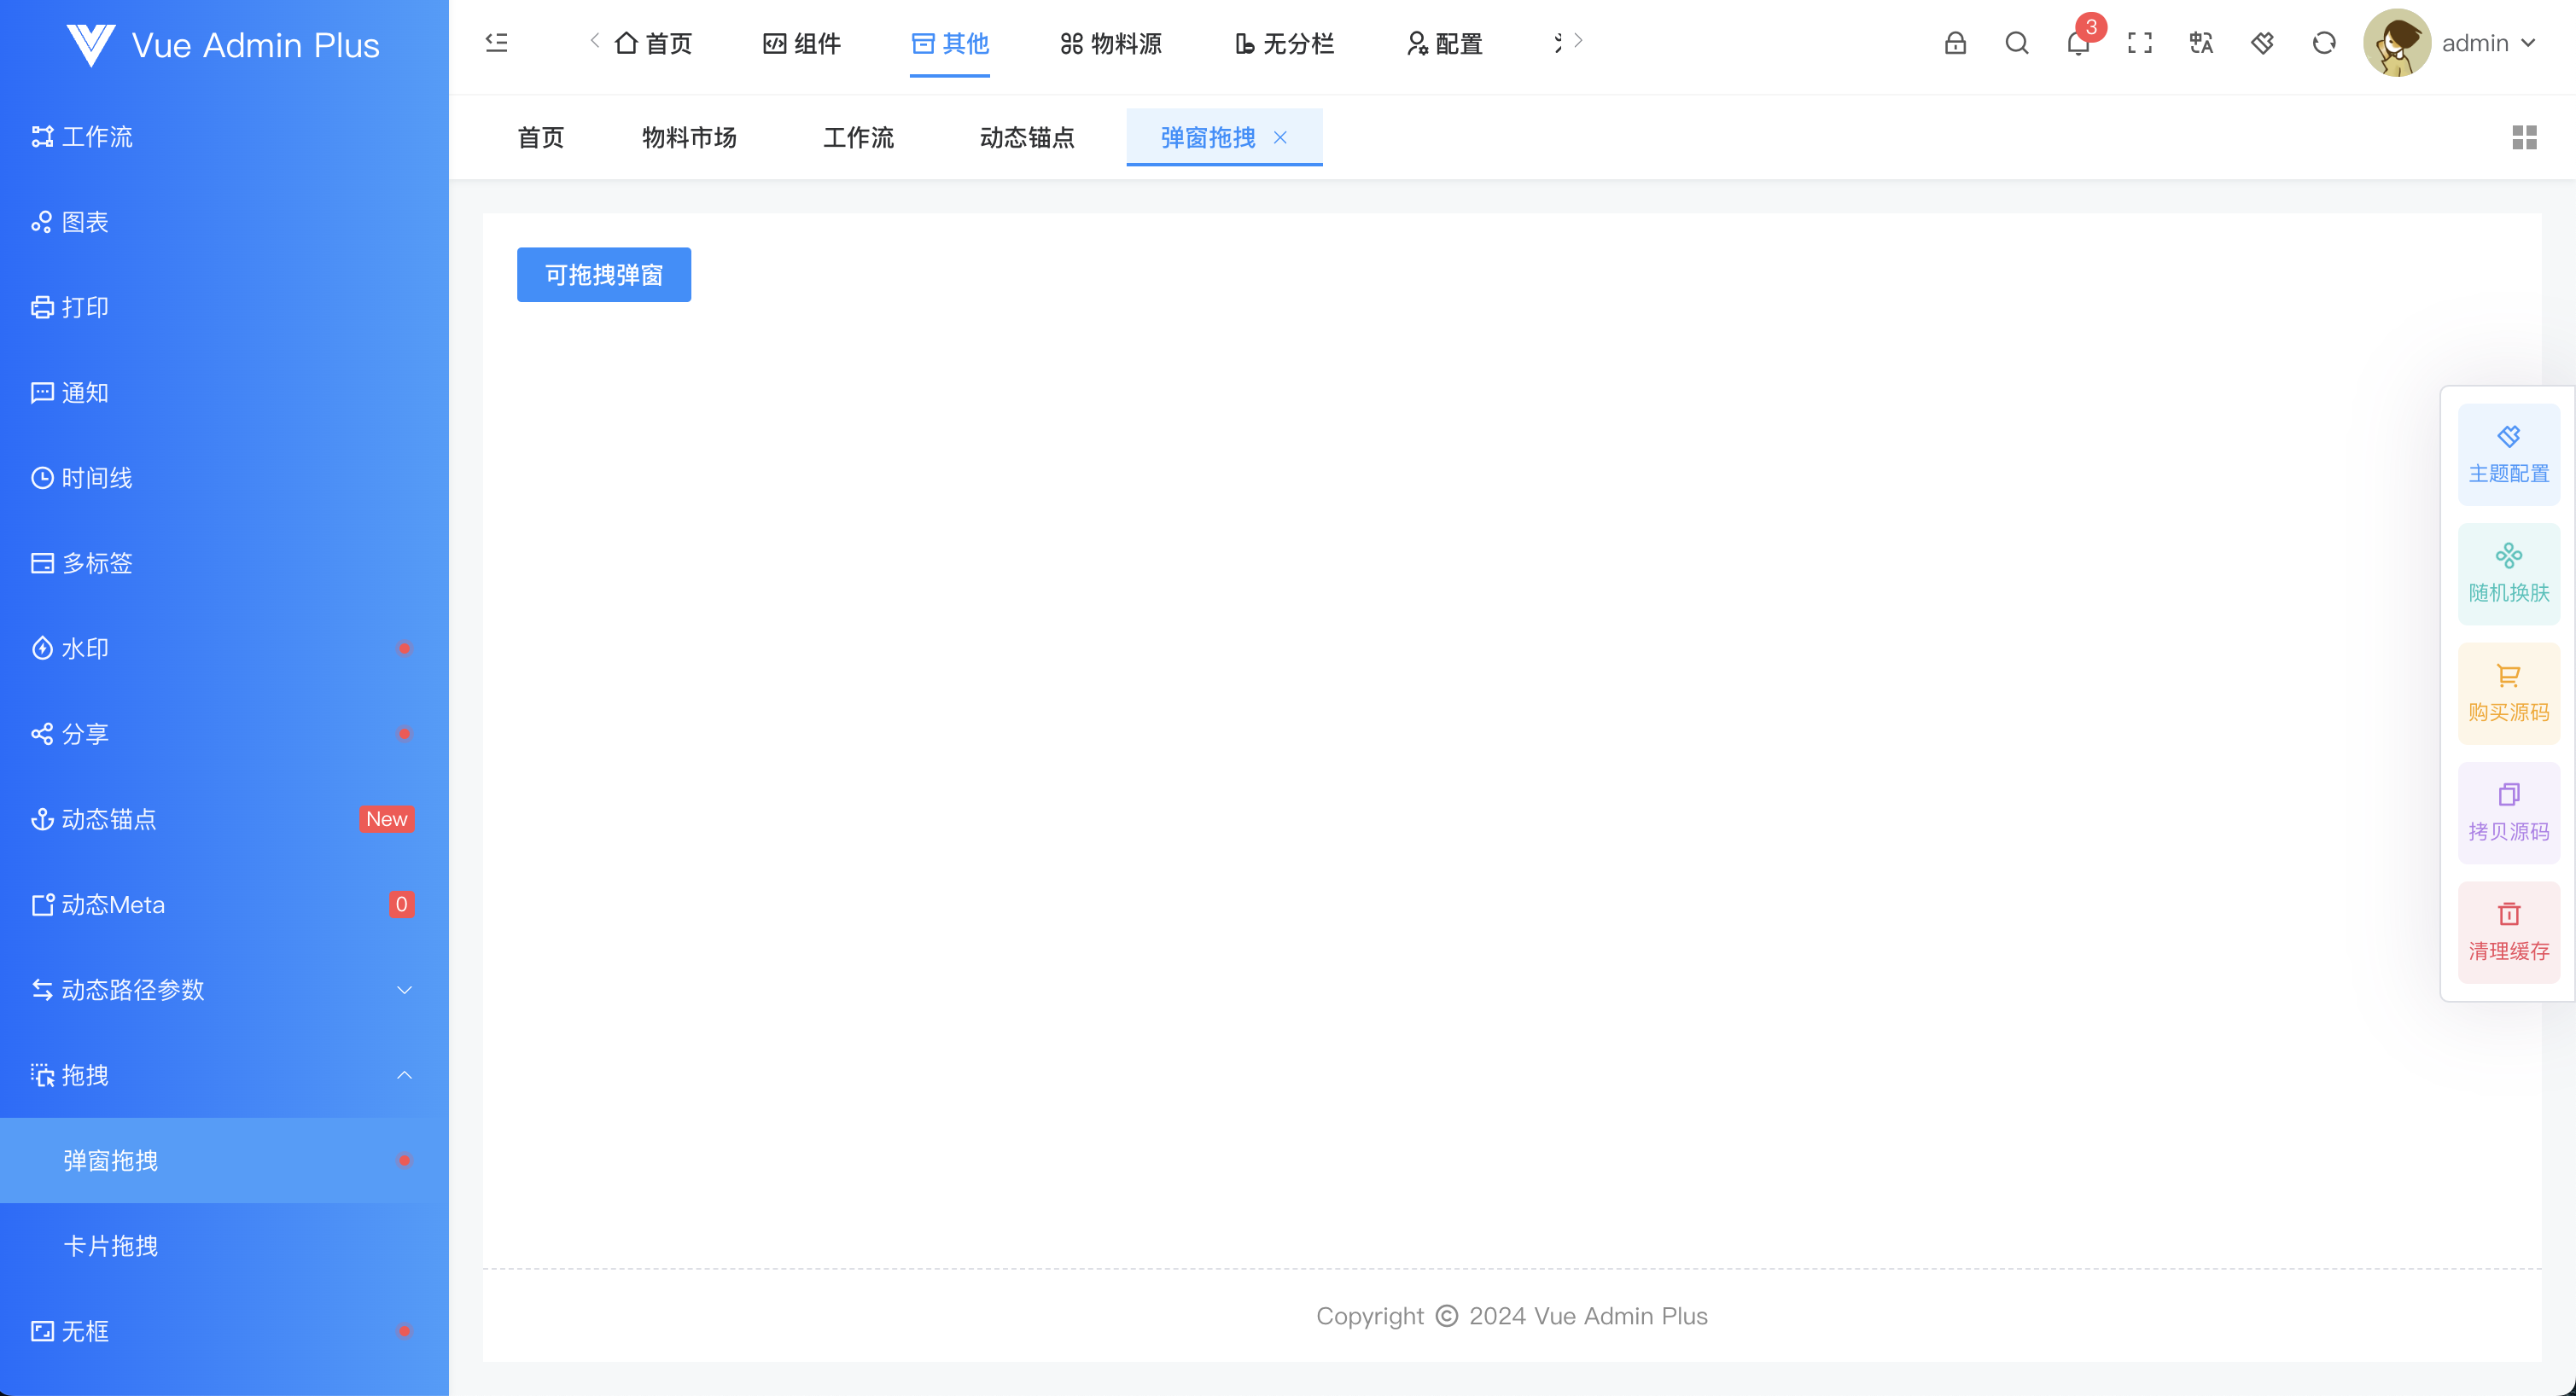 Vue Admin Plus
首页
组件
其他
物料源
无分栏
配置
3
admin
首页
物料市场
工作流
动态锚点
弹窗拖拽
工作流
图表
打印
通知
时间线
多标签
水印
分享
动态锚点
New
动态Meta
0
动态路径参数
拖拽
弹窗拖拽
卡片拖拽
无框
可拖拽弹窗
主题配置
随机换肤
购买源码
拷贝源码
清理缓存
Copyright © 2024 Vue Admin Plus